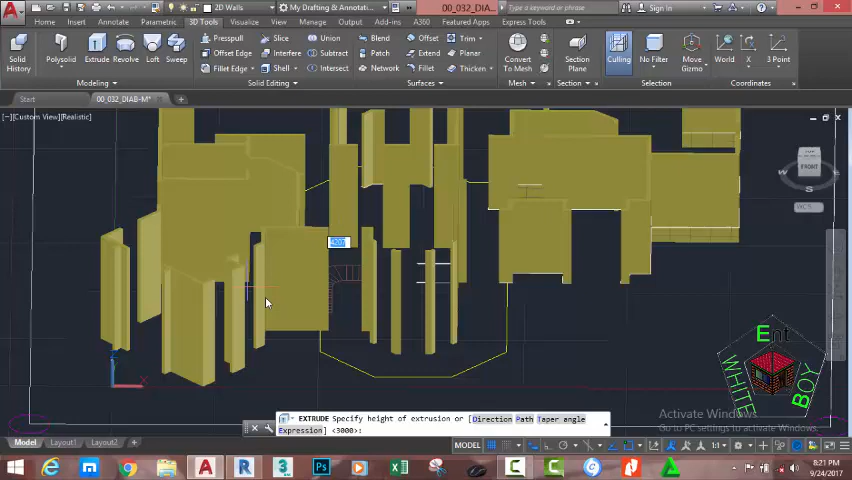 2D Walls
My Drafting & Annotati...
00_032_DIAB-M
Type a keyword or phrase
Sign In
Home
Insert
Annotate
Parametric
3D Tools
Visualize
View
Manage
Output
Add-ins
A360
Featured Apps
Express Tools
Solid History
Polysolid
Extrude
Revolve
Loft
Sweep
Presspull
Offset Edge
Fillet Edge
Slice
Interfere
Shell
Union
Subtract
Intersect
Blend
Patch
Network
Offset
Extend
Fillet
Trim
Planar
Thicken
Convert To Mesh
Section Plane
Culling
No Filter
Move Gizmo
World
X
3 Point
Modeling
Solid Editing
Surfaces
Mesh
Section
Selection
Coordinates
Start
00_032_DIAB-M*
[−][Custom View][Realistic]
FRONT
S
4207
Z
X
Ent
WHITE
BOY
Activate Windows
Go to PC settings to activate Windows.
EXTRUDE Specify height of extrusion or [Direction Path Taper angle
Expression] <3000>:
Model
Layout1
Layout2
MODEL
1:1
8:21 PM
9/24/2017